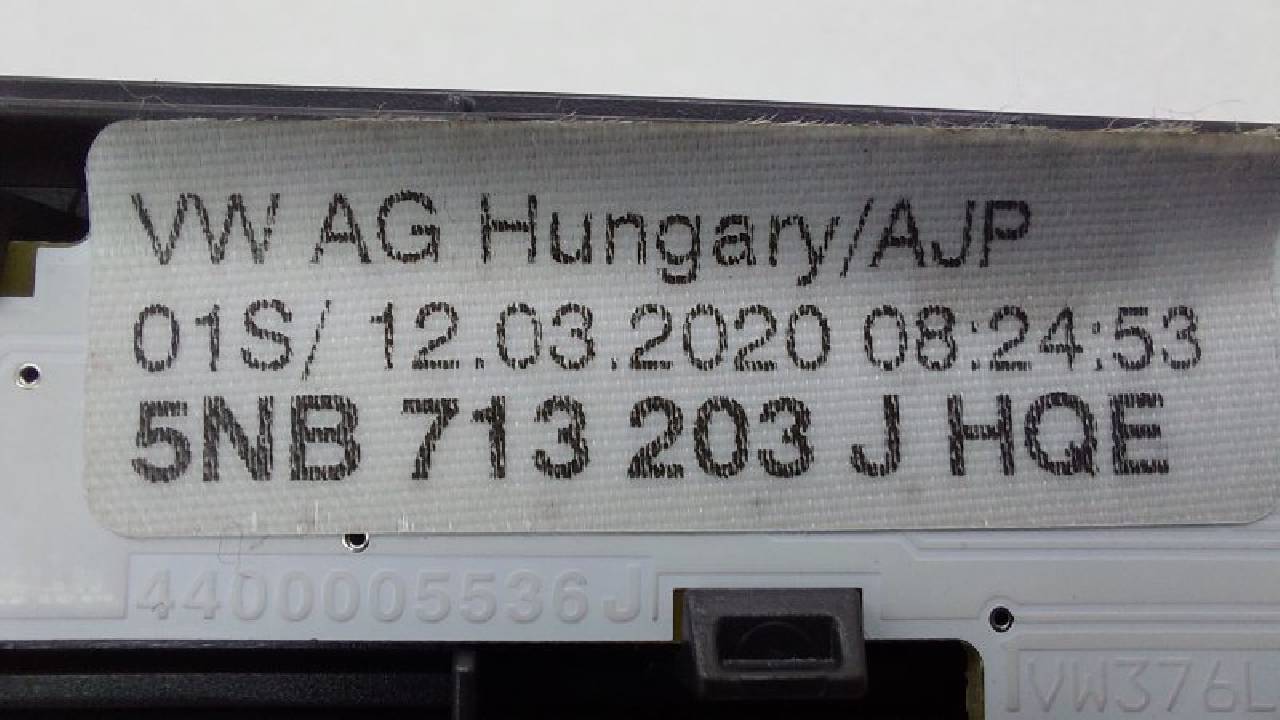 VW AG Hungary/AJP
01S/ 12.03.2020 08:24:53
5NB 713 203 J HQE
4400005536J
VW376L